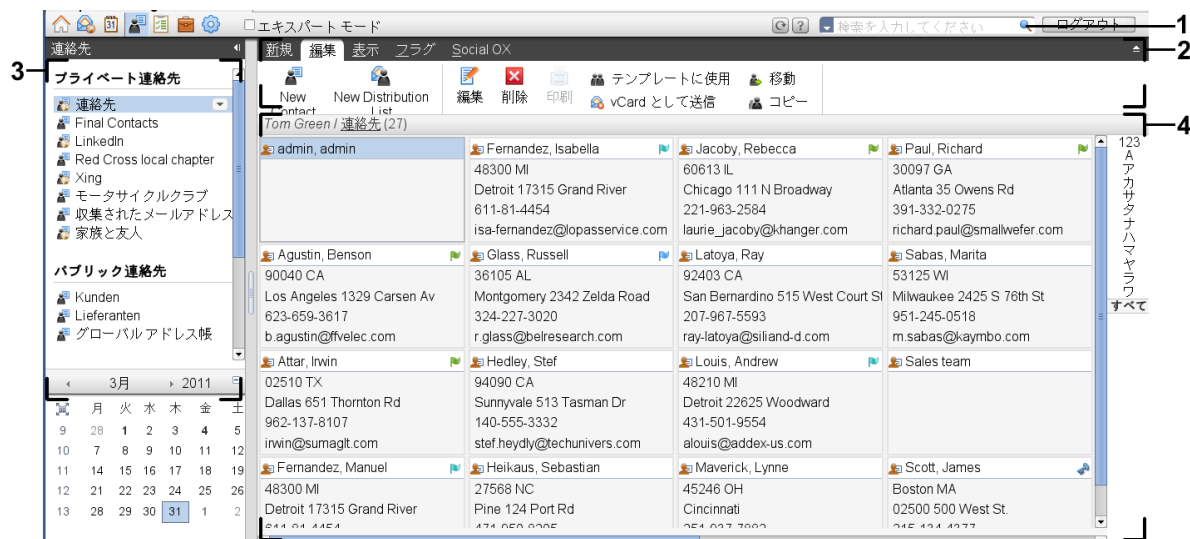 エキスパート モード
検索を入力してください
ログアウト
1
連絡先
新規 編集 表示 フラグ Social OX
2
3
プライベート連絡先
連絡先
Final Contacts
LinkedIn
Red Cross local chapter
Xing
モータサイクルクラブ
収集されたメールアドレス
家族と友人
パブリック連絡先
Kunden
Lieferanten
グローバルアドレス帳
3月 2011
月 火 水 木 金 土
9 28 1 2 3 4 5
10 7 8 9 10 11 12
11 14 15 16 17 18 19
12 21 22 23 24 25 26
13 28 29 30 31 1 2
New Contact
New Distribution List
編集
削除
印刷
テンプレートに使用
vCard として送信
移動
コピー
Tom Green / 連絡先 (27)
4
admin, admin
Fernandez, Isabella
48300 MI
Detroit 17315 Grand River
611-81-4454
isa-fernandez@lopasservice.com
Jacoby, Rebecca
60613 IL
Chicago 111 N Broadway
221-963-2584
laurie_jacoby@khanger.com
Paul, Richard
30097 GA
Atlanta 35 Owens Rd
391-332-0275
richard.paul@smallwefer.com
Agustin, Benson
90040 CA
Los Angeles 1329 Carsen Av
623-659-3617
b.agustin@ffvelec.com
Glass, Russell
36105 AL
Montgomery 2342 Zelda Road
324-227-3020
r.glass@belresearch.com
Latoya, Ray
92403 CA
San Bernardino 515 West Court S
207-967-5593
ray-latoya@siliand-d.com
Sabas, Marita
53125 WI
Milwaukee 2425 S 76th St
951-245-0518
m.sabas@kaymbo.com
Attar, Irwin
02510 TX
Dallas 651 Thornton Rd
962-137-8107
irwin@sumaglt.com
Hedley, Stef
94090 CA
Sunnyvale 513 Tasman Dr
140-555-3332
stef.heydly@techunivers.com
Louis, Andrew
48210 MI
Detroit 22625 Woodward
431-501-9554
alouis@addex-us.com
Sales team
Fernandez, Manuel
48300 MI
Detroit 17315 Grand River
611-81-4454
Heikaus, Sebastian
27568 NC
Pine 124 Port Rd
471-959-8205
Maverick, Lynne
45246 OH
Cincinnati
251-937-7882
Scott, James
Boston MA
02500 500 West St.
215-134-4377
123
A
ア
カ
サ
タ
ナ
ハ
マ
ヤ
ラ
ワ
すべて